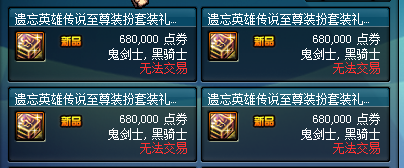 遗忘英雄传说至尊装扮套装礼...
新品
680,000 点券
鬼剑士, 黑骑士
无法交易
遗忘英雄传说至尊装扮套装礼...
新品
680,000 点券
鬼剑士, 黑骑士
无法交易
遗忘英雄传说至尊装扮套装礼...
新品
680,000 点券
鬼剑士, 黑骑士
无法交易
遗忘英雄传说至尊装扮套装礼...
新品
680,000 点券
鬼剑士, 黑骑士
无法交易